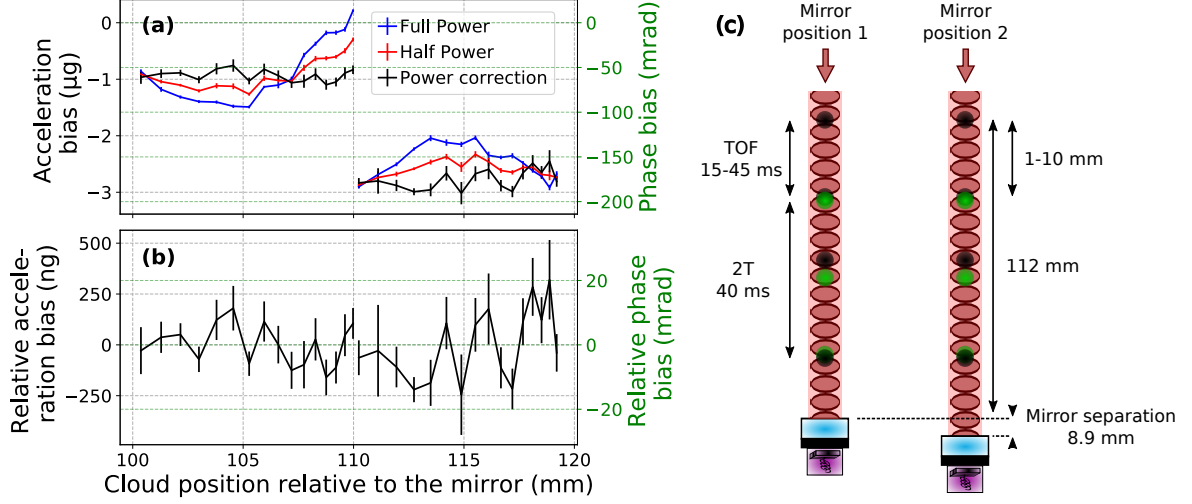 (a)
Full Power
Half Power
Power correction
0
−1
−2
−3
Acceleration
bias (µg)
0
−50
−100
−150
−200
Phase bias (mrad)
(b)
500
250
0
−250
Relative accele-
ration bias (ng)
20
0
−20
Relative phase
bias (mrad)
100
105
110
115
120
Cloud position relative to the mirror (mm)
(c)
Mirror
position 1
Mirror
position 2
TOF
15-45 ms
1-10 mm
2T
40 ms
112 mm
Mirror separation
8.9 mm